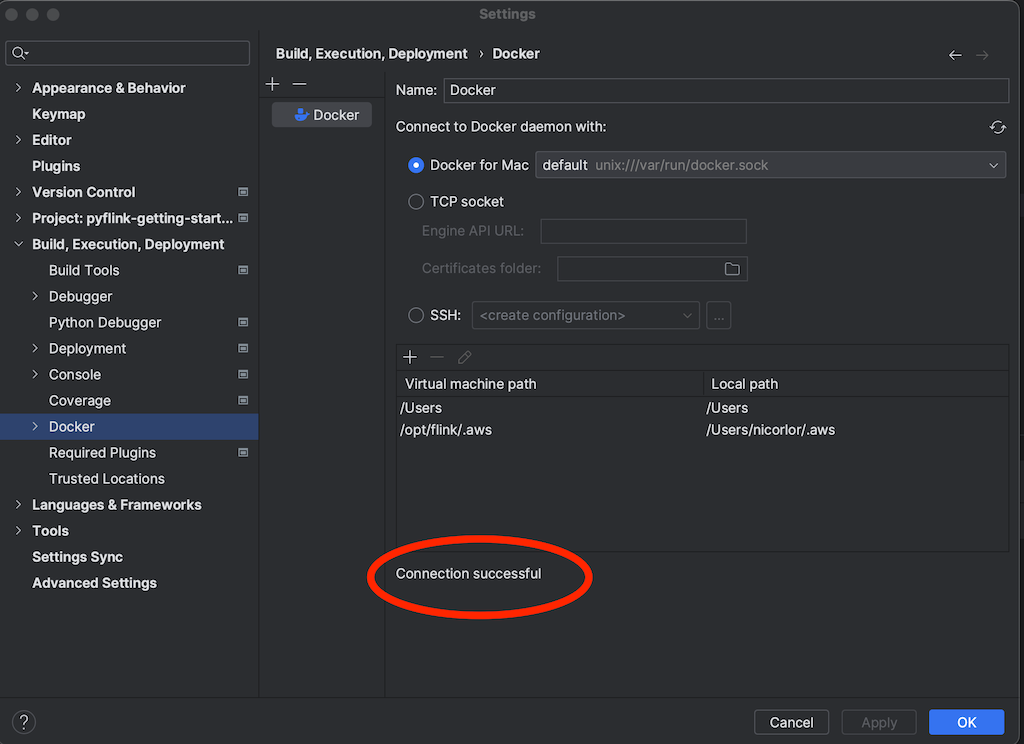 Settings
Appearance & Behavior
Keymap
Editor
Plugins
Version Control
Project: pyflink-getting-start...
Build, Execution, Deployment
Build Tools
Debugger
Python Debugger
Deployment
Console
Coverage
Docker
Required Plugins
Trusted Locations
Languages & Frameworks
Tools
Settings Sync
Advanced Settings
Build, Execution, Deployment › Docker
Docker
Name: Docker
Connect to Docker daemon with:
Docker for Mac default unix:///var/run/docker.sock
TCP socket
Engine API URL:
Certificates folder:
SSH: <create configuration> ...
Virtual machine path Local path
/Users /Users
/opt/flink/.aws /Users/nicorlor/.aws
Connection successful
? Cancel Apply OK